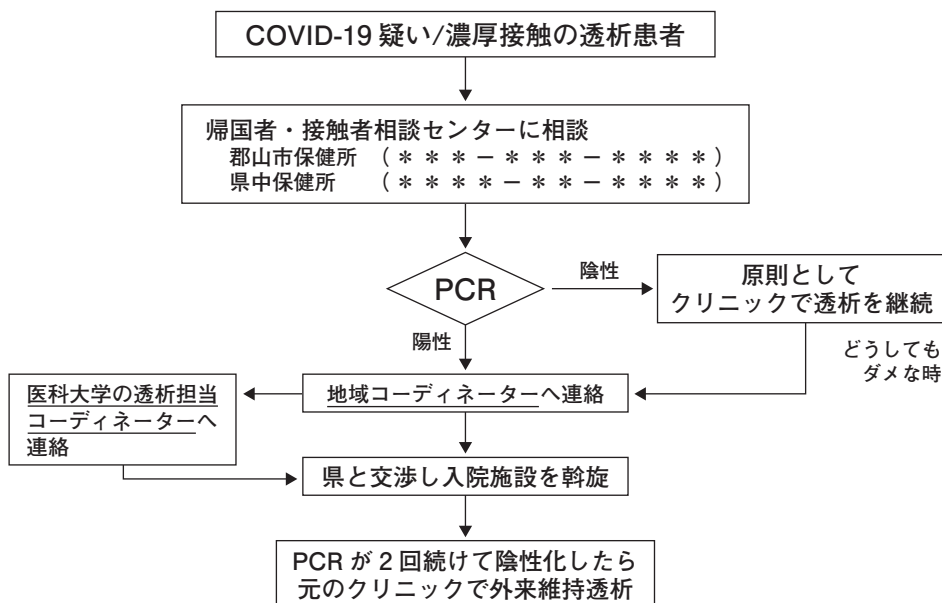 COVID-19 疑い/濃厚接触の透析患者
帰国者・接触者相談センターに相談
郡山市保健所 (＊＊＊－＊＊＊－＊＊＊＊)
県中保健所 (＊＊＊＊－＊＊－＊＊＊＊)
PCR
陰性
原則として
クリニックで透析を継続
陽性
どうしても
ダメな時
医科大学の透析担当
コーディネーターへ
連絡
地域コーディネーターへ連絡
県と交渉し入院施設を斡旋
PCR が 2 回続けて陰性化したら
元のクリニックで外来維持透析